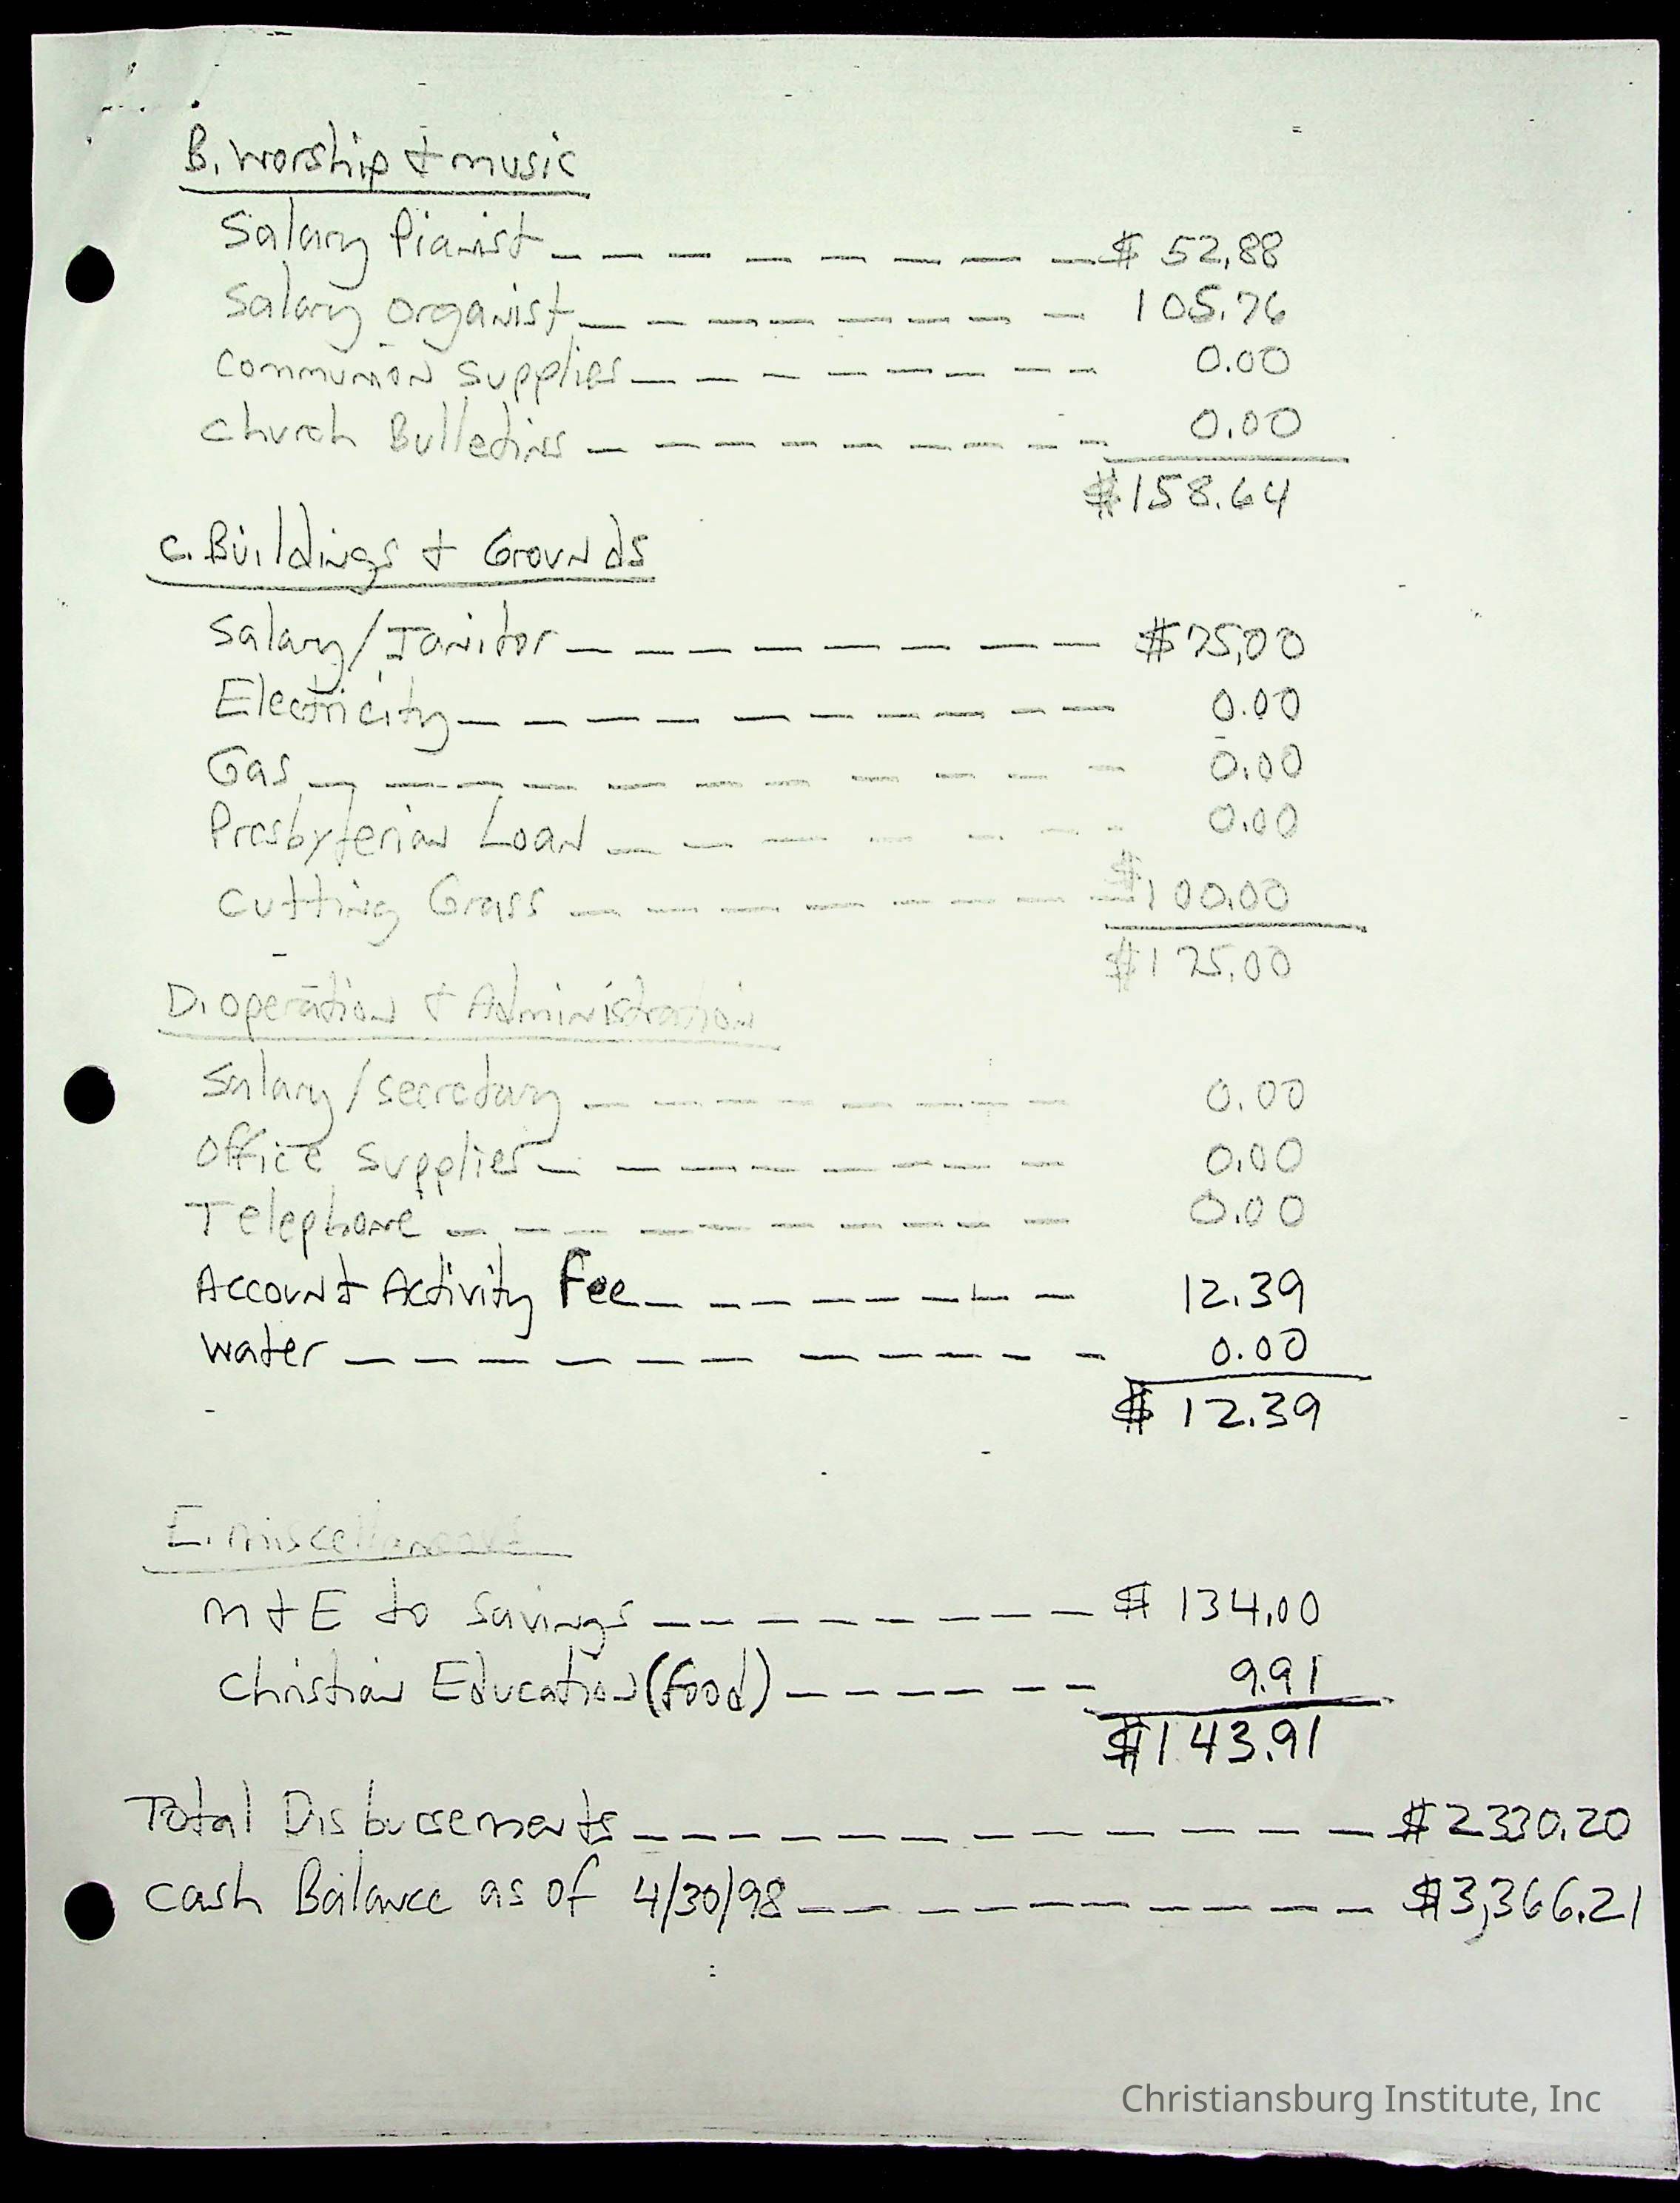 B. Worship & music
Salary Pianist $ 52.88
Salary Organist 105.76
Communion Supplies 0.00
Church Bulletins 0.00
$158.64
C. Buildings & Grounds
Salary/Janitor $75.00
Electricity 0.00
Gas 0.00
Presbyterian Loan 0.00
Cutting Grass $100.00
$175.00
D. Operation & Administration
Salary/Secretary 0.00
Office Supplies 0.00
Telephone 0.00
Account Activity Fee 12.39
Water 0.00
$ 12.39
E. Miscellaneous
M & E to Savings $ 134.00
Christian Education (food) 9.91
$143.91
Total Disbursements $2330.20
Cash Balance as of 4/30/98 $3,366.21
Christiansburg Institute, Inc